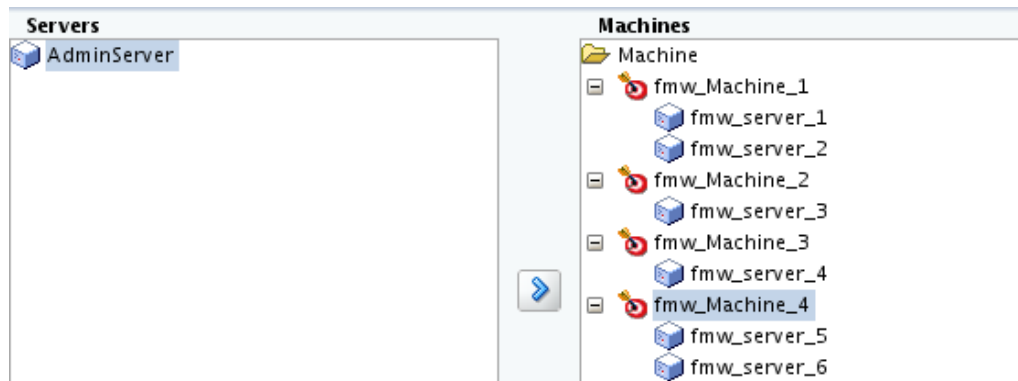 Servers
AdminServer
Machines
Machine
fmw_Machine_1
fmw_server_1
fmw_server_2
fmw_Machine_2
fmw_server_3
fmw_Machine_3
fmw_server_4
fmw_Machine_4
fmw_server_5
fmw_server_6